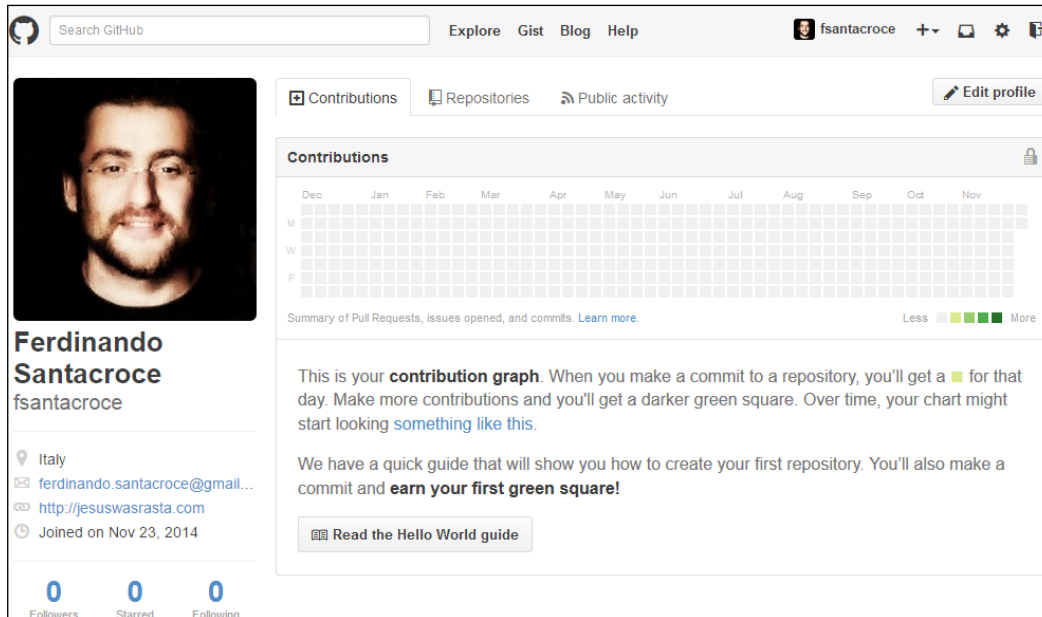 Search GitHub
Explore Gist Blog Help
fsantacroce
Contributions
Repositories
Public activity
Edit profile
Contributions
Dec Jan Feb Mar Apr May Jun Jul Aug Sep Oct Nov
M
W
F
Summary of Pull Requests, issues opened, and commits. Learn more.
Less More
Ferdinando
Santacroce
fsantacroce
Italy
ferdinando.santacroce@gmail...
http://jesuswasrasta.com
Joined on Nov 23, 2014
0 0 0
Followers Starred Following
This is your contribution graph. When you make a commit to a repository, you'll get a for that
day. Make more contributions and you'll get a darker green square. Over time, your chart might
start looking something like this.
We have a quick guide that will show you how to create your first repository. You'll also make a
commit and earn your first green square!
Read the Hello World guide